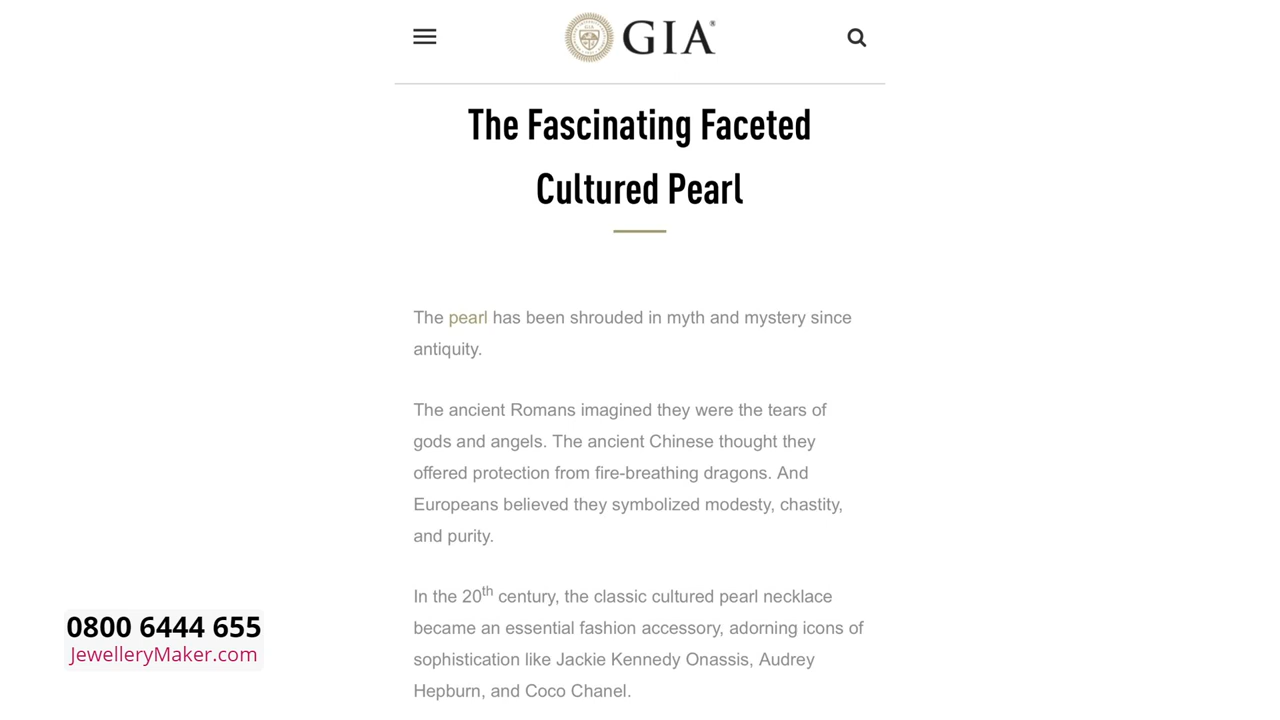 GIA®
The Fascinating Faceted
Cultured Pearl
The pearl has been shrouded in myth and mystery since
antiquity.
The ancient Romans imagined they were the tears of
gods and angels. The ancient Chinese thought they
offered protection from fire-breathing dragons. And
Europeans believed they symbolized modesty, chastity,
and purity.
In the 20th century, the classic cultured pearl necklace
became an essential fashion accessory, adorning icons of
sophistication like Jackie Kennedy Onassis, Audrey
Hepburn, and Coco Chanel.
0800 6444 655
JewelleryMaker.com